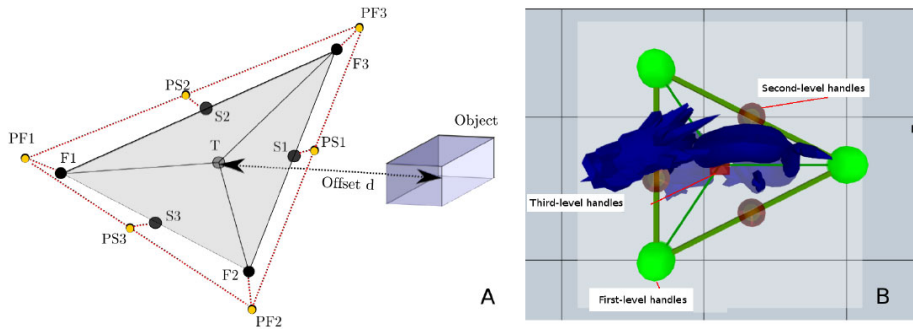 PF3
F3
PS2
S2
Object
PF1
F1
T
S1
PS1
Offset d
S3
PS3
F2
PF2
A
Second-level handles
Third-level handles
First-level handles
B